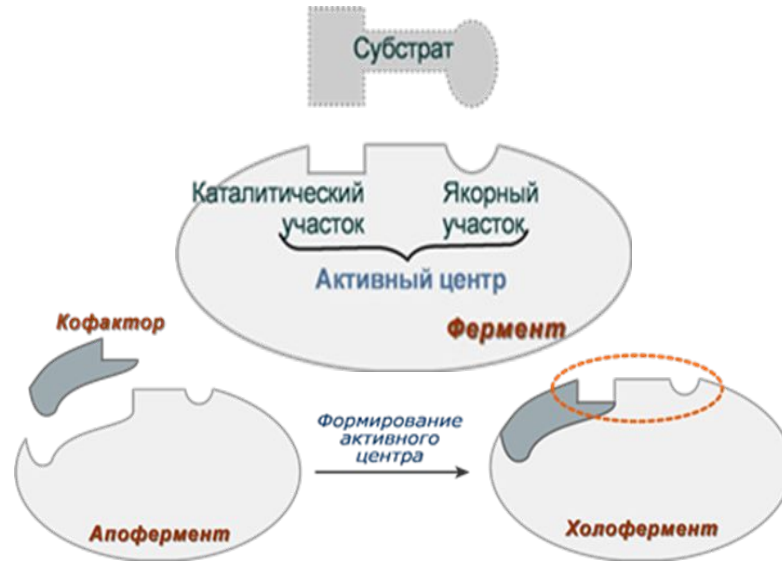 Субстрат
Каталитический
участок
Якорный
участок
Активный центр
Фермент
Кофактор
Формирование
активного
центра
Апофермент
Холофермент